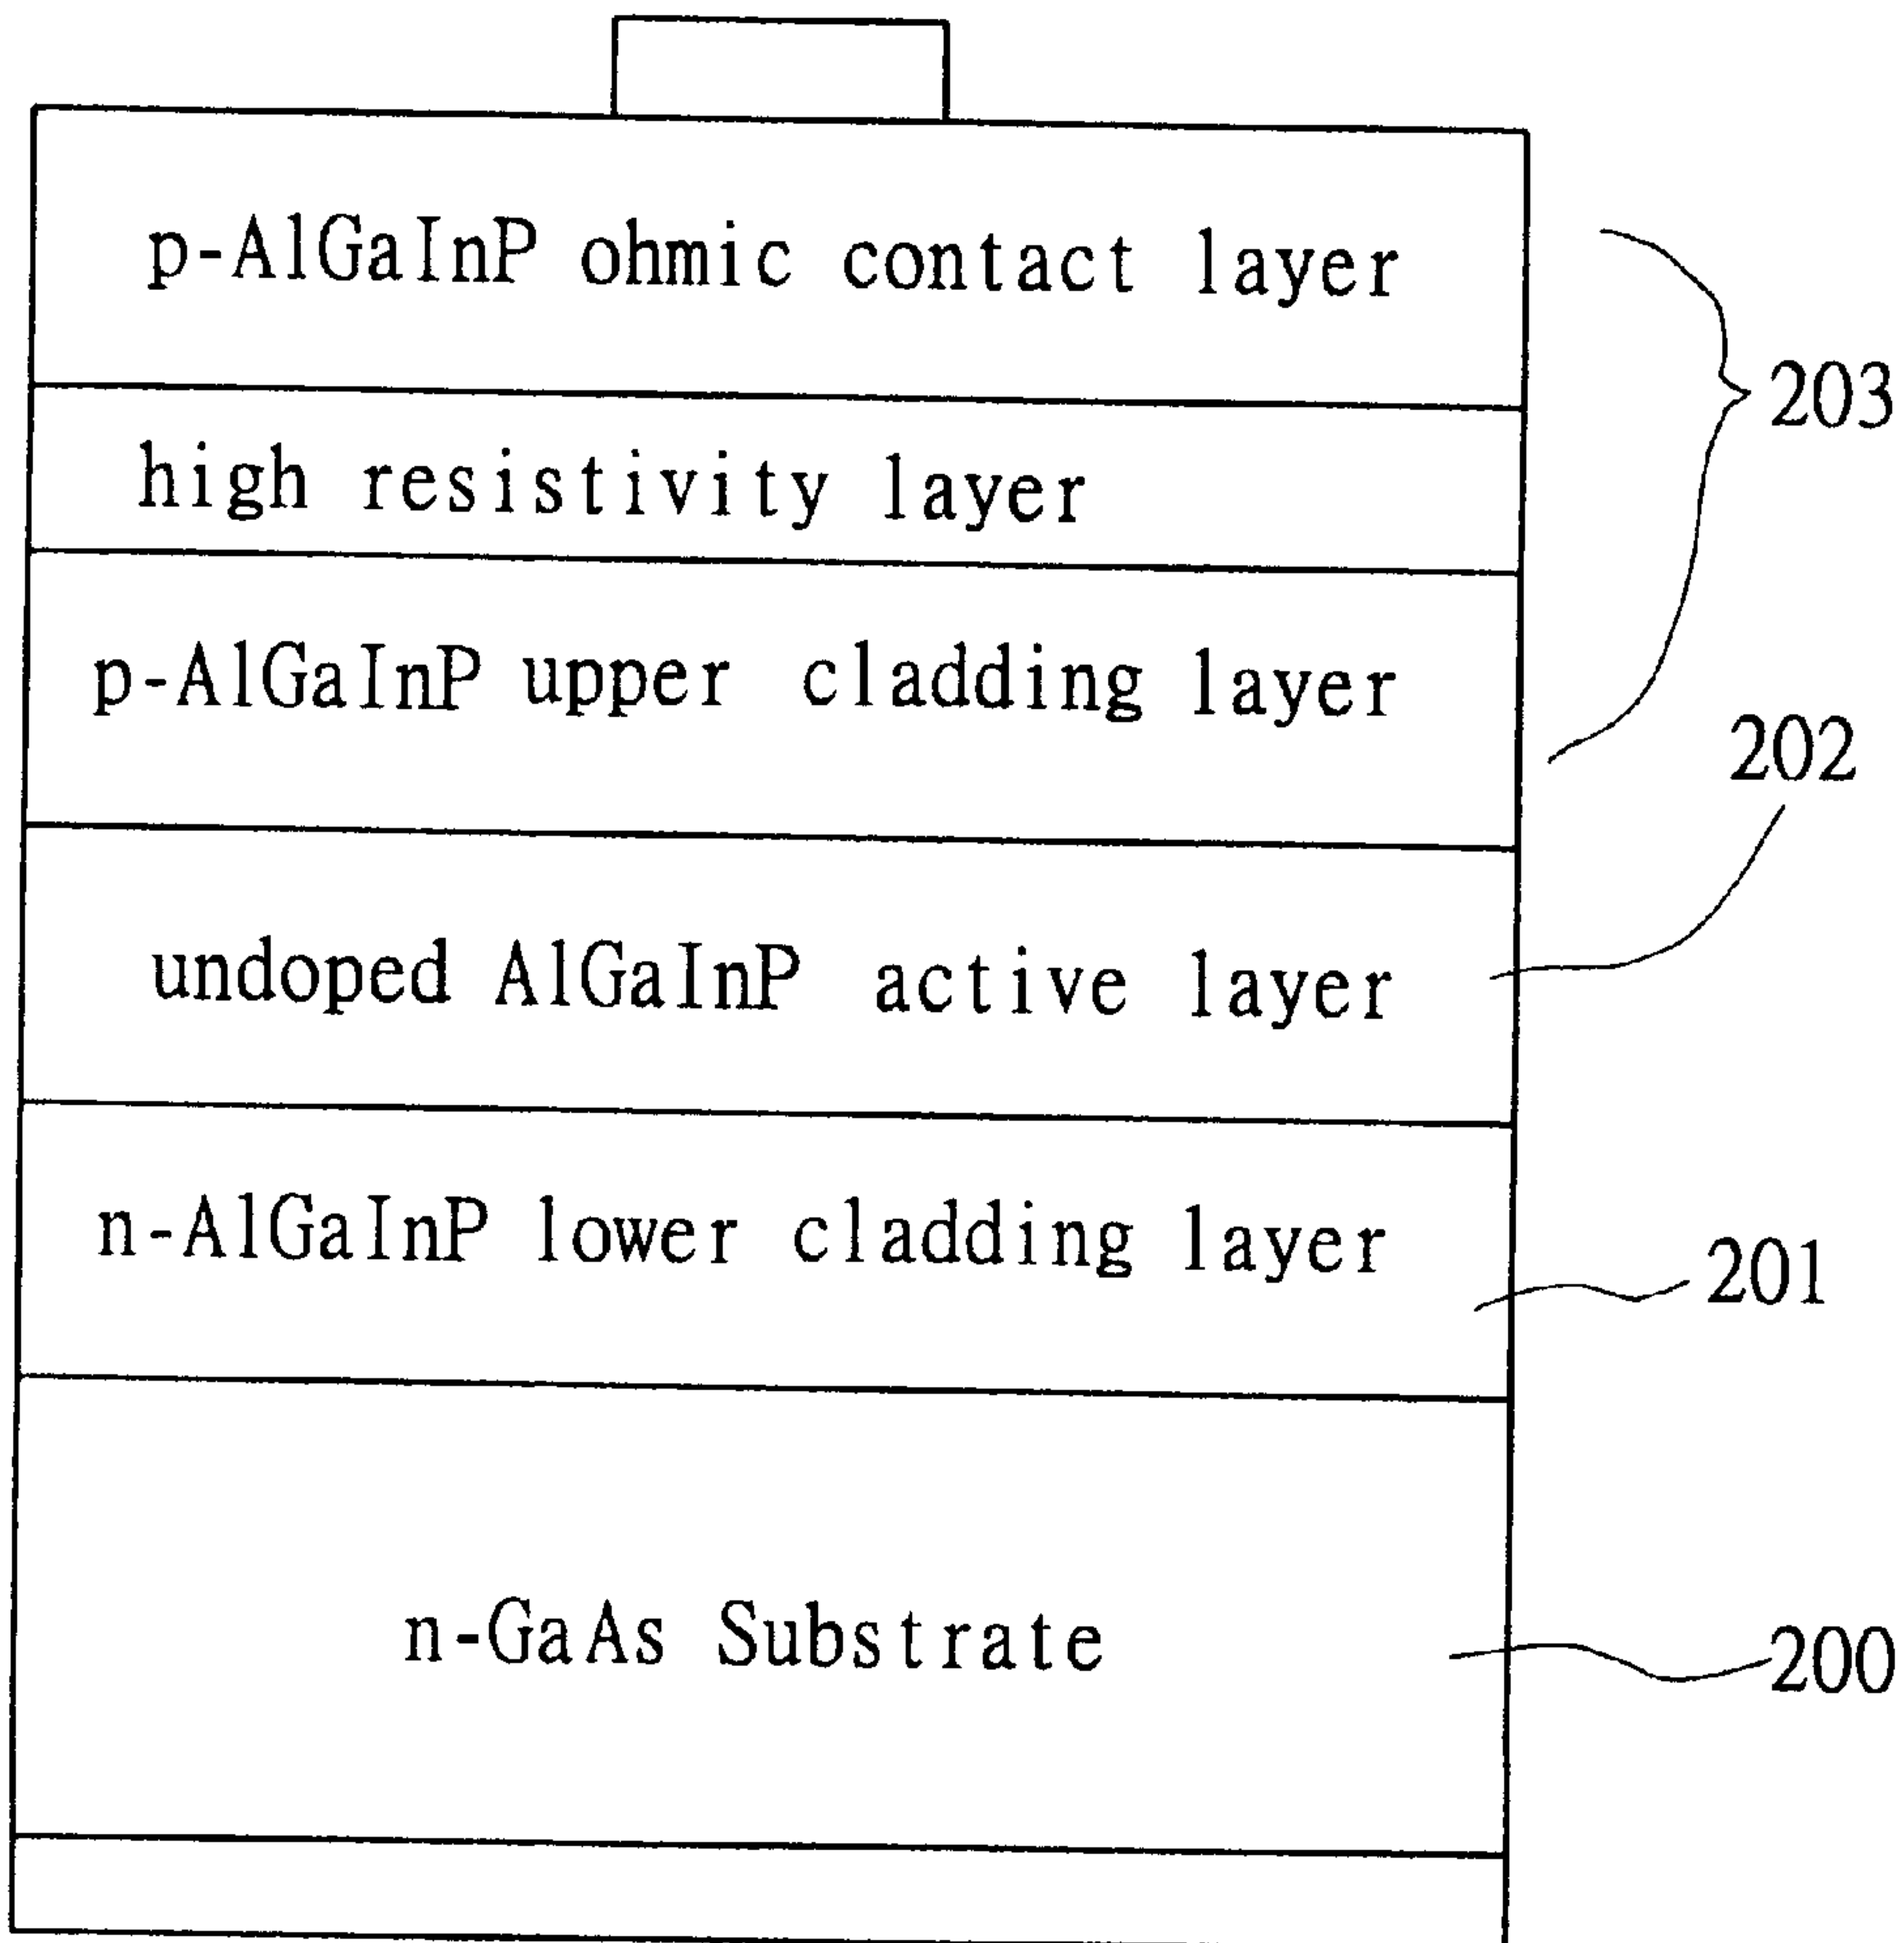 p-AlGaInP ohmic contact layer
203
high resistivity layer
p-AlGaInP upper cladding layer
202
undoped AlGaInP active layer
n-AlGaInP lower cladding layer
201
n-GaAs Substrate
200